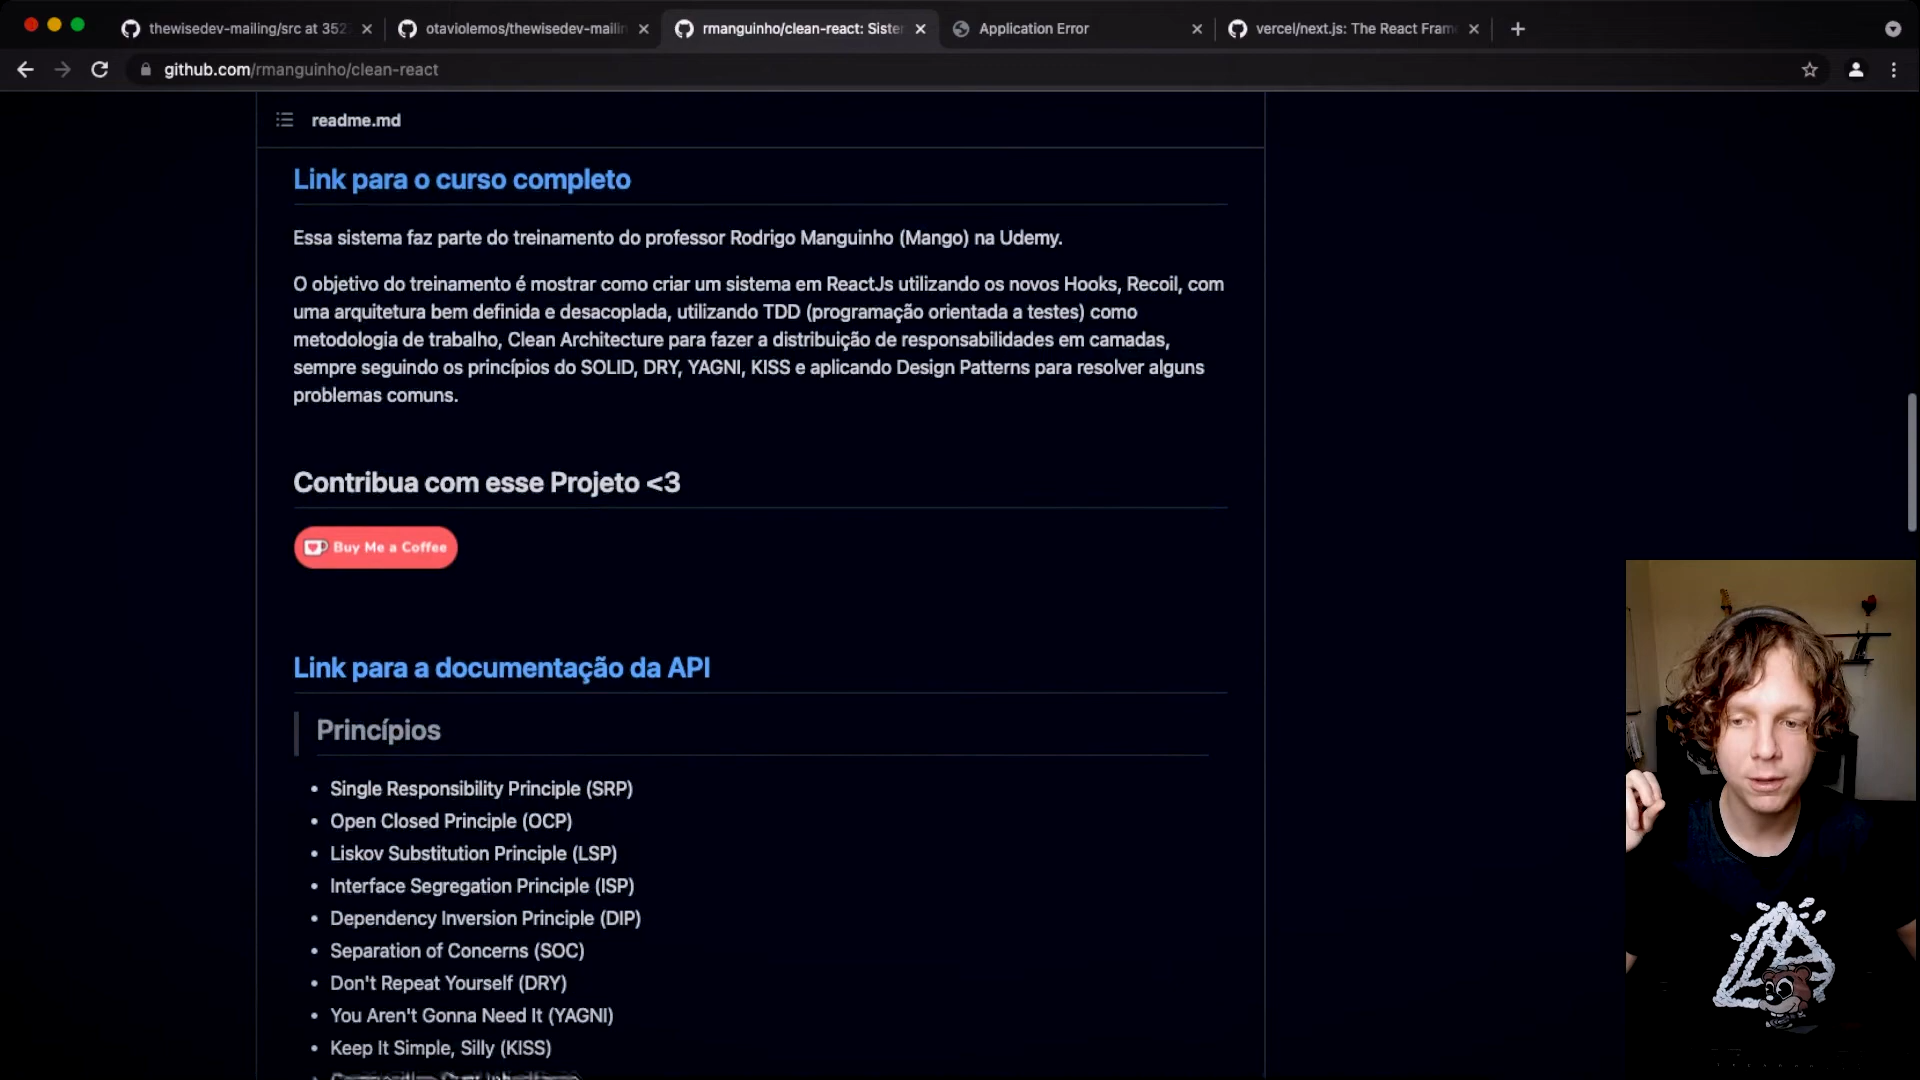 thewisedev-mailing/src at 352
otaviolemos/thewisedev-mailin
rmanguinho/clean-react: Sister
Application Error
vercel/next.js: The React Fram
github.com/rmanguinho/clean-react
readme.md
Link para o curso completo
Essa sistema faz parte do treinamento do professor Rodrigo Manguinho (Mango) na Udemy.
O objetivo do treinamento é mostrar como criar um sistema em ReactJs utilizando os novos Hooks, Recoil, com
uma arquitetura bem definida e desacoplada, utilizando TDD (programação orientada a testes) como
metodologia de trabalho, Clean Architecture para fazer a distribuição de responsabilidades em camadas,
sempre seguindo os princípios do SOLID, DRY, YAGNI, KISS e aplicando Design Patterns para resolver alguns
problemas comuns.
Contribua com esse Projeto <3
Buy Me a Coffee
Link para a documentação da API
Princípios
• Single Responsibility Principle (SRP)
• Open Closed Principle (OCP)
• Liskov Substitution Principle (LSP)
• Interface Segregation Principle (ISP)
• Dependency Inversion Principle (DIP)
• Separation of Concerns (SOC)
• Don't Repeat Yourself (DRY)
• You Aren't Gonna Need It (YAGNI)
• Keep It Simple, Silly (KISS)